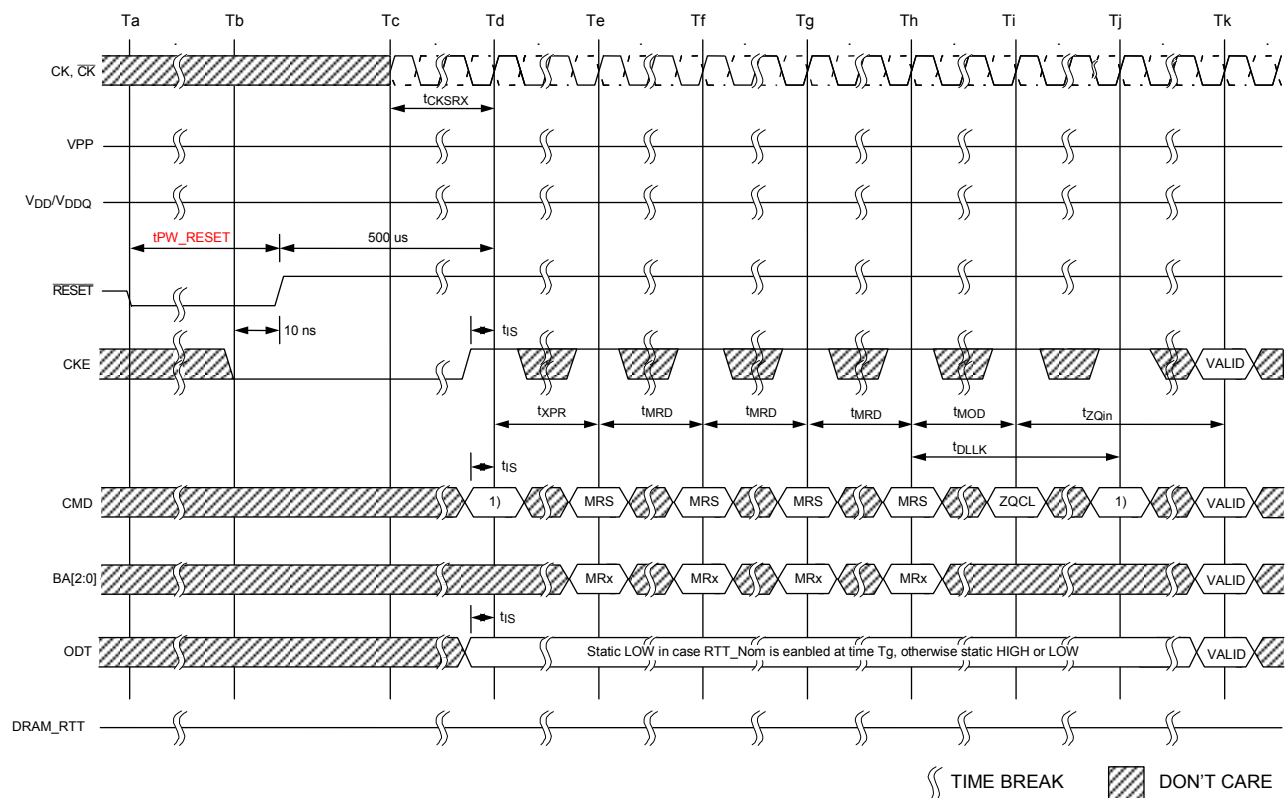 Ta Tb Tc Td Te Tf Tg Th Ti Tj Tk
CK, CK
tCKSRX
VPP
VDD/VDDQ
tPW_RESET 500 us
RESET
10 ns tIS
CKE VALID
tXPR tMRD tMRD tMRD tMOD tZQin
tDLLK
tIS
CMD 1) MRS MRS MRS MRS ZQCL 1) VALID
BA[2:0] MRx MRx MRx MRx VALID
tIS
ODT Static LOW in case RTT_Nom is eanbled at time Tg, otherwise static HIGH or LOW VALID
DRAM_RTT
TIME BREAK DON'T CARE